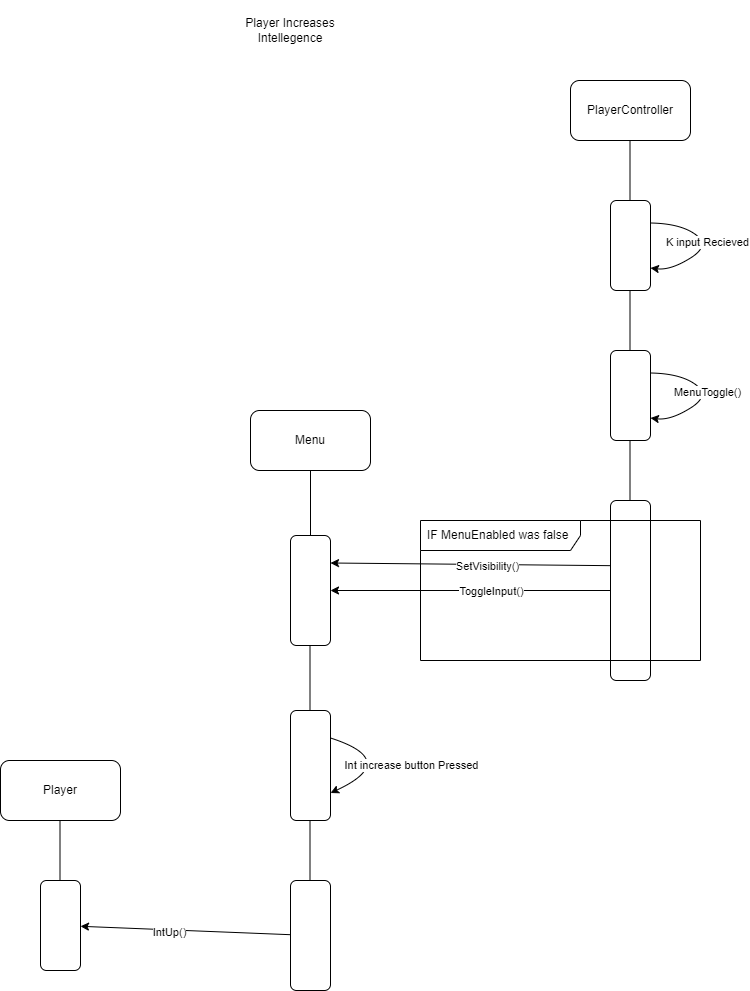 Player Increases
Intellegence
PlayerController
K input Recieved
MenuToggle()
Menu
IF MenuEnabled was false
SetVisibility()
ToggleInput()
Int increase button Pressed
Player
IntUp()